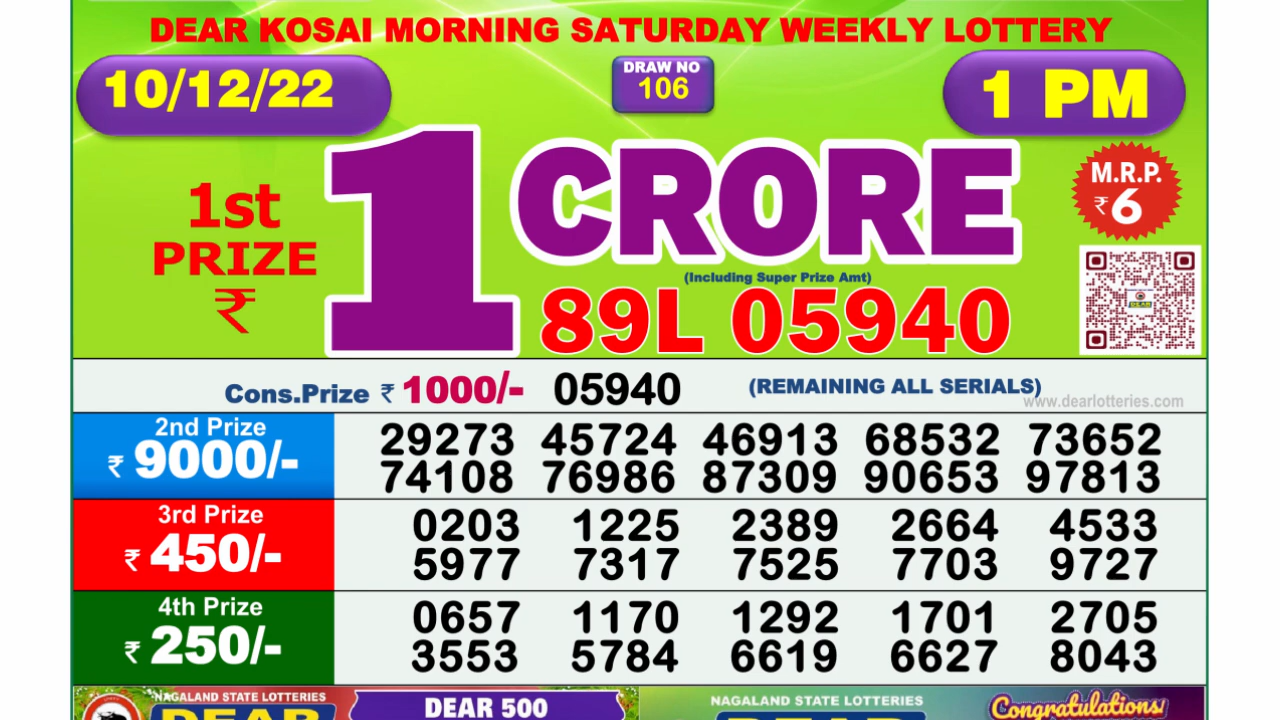 DEAR KOSAI MORNING SATURDAY WEEKLY LOTTERY
10/12/22
DRAW NO
106
1 PM
1st
PRIZE
₹
1 CRORE
M.R.P.
₹6
(Including Super Prize Amt)
89L 05940
DEAR
Cons.Prize ₹ 1000/- 05940 (REMAINING ALL SERIALS)
www.dearlotteries.com
2nd Prize
₹ 9000/-
29273 45724 46913 68532 73652
74108 76986 87309 90653 97813
3rd Prize
₹ 450/-
0203 1225 2389 2664 4533
5977 7317 7525 7703 9727
4th Prize
₹ 250/-
0657 1170 1292 1701 2705
3553 5784 6619 6627 8043
NAGALAND STATE LOTTERIES
DEAR
DEAR 500
NAGALAND STATE LOTTERIES
DEAR
Congratulations!